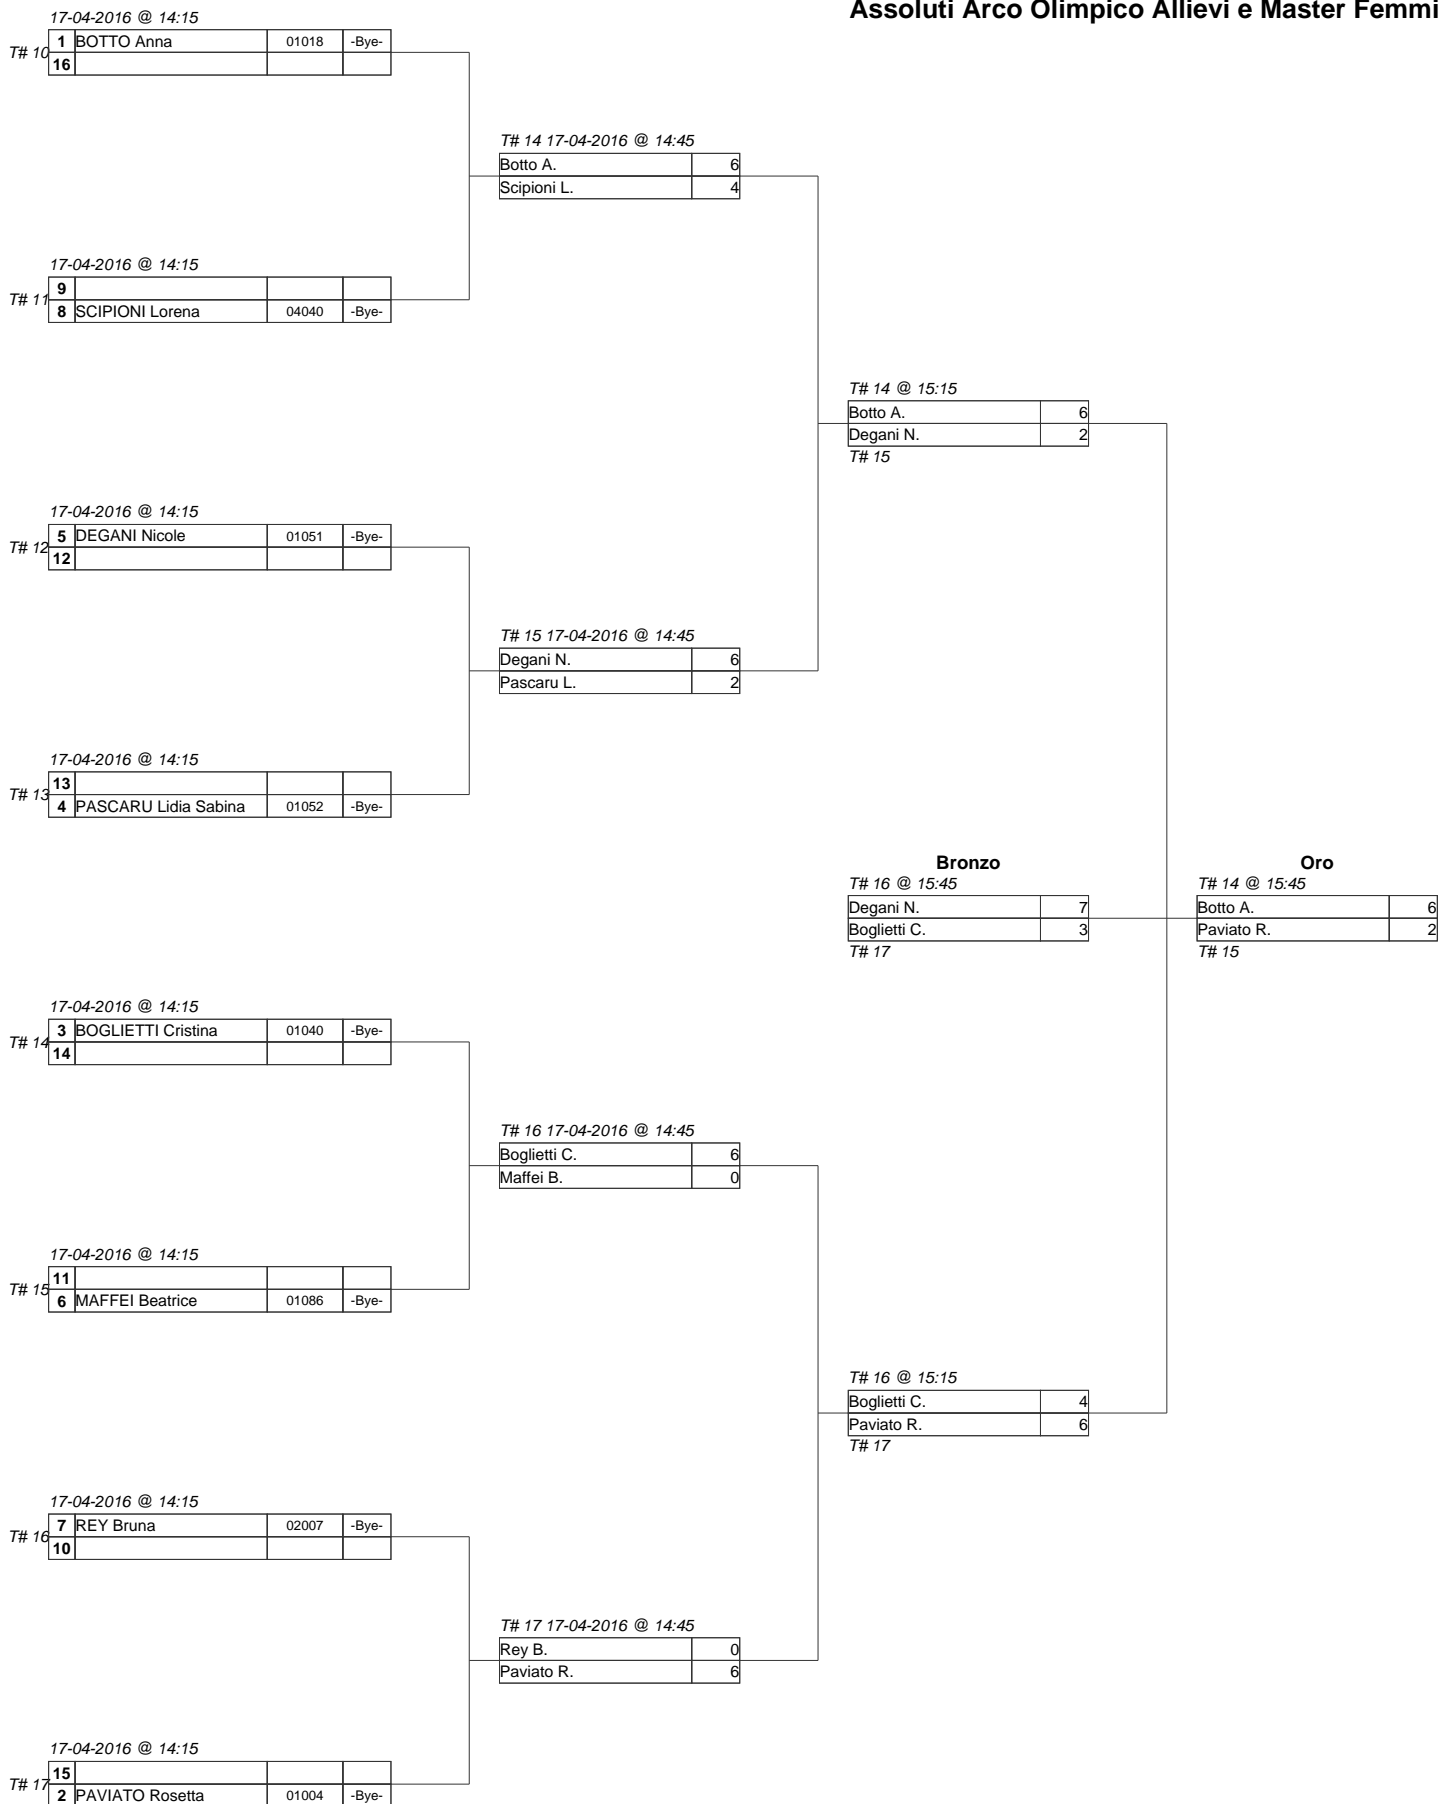 Assoluti Arco Olimpico Allievi e Master Femmi
17-04-2016 @ 14:15
T# 10
1 BOTTO Anna 01018 -Bye-
16
T# 14 17-04-2016 @ 14:45
Botto A. 6
Scipioni L. 4
17-04-2016 @ 14:15
T# 11
9
8 SCIPIONI Lorena 04040 -Bye-
T# 14 @ 15:15
Botto A. 6
Degani N. 2
T# 15
17-04-2016 @ 14:15
T# 12
5 DEGANI Nicole 01051 -Bye-
12
T# 15 17-04-2016 @ 14:45
Degani N. 6
Pascaru L. 2
17-04-2016 @ 14:15
T# 13
13
4 PASCARU Lidia Sabina 01052 -Bye-
Bronzo
T# 16 @ 15:45
Degani N. 7
Boglietti C. 3
T# 17
Oro
T# 14 @ 15:45
Botto A. 6
Paviato R. 2
T# 15
17-04-2016 @ 14:15
T# 14
3 BOGLIETTI Cristina 01040 -Bye-
14
T# 16 17-04-2016 @ 14:45
Boglietti C. 6
Maffei B. 0
17-04-2016 @ 14:15
T# 15
11
6 MAFFEI Beatrice 01086 -Bye-
T# 16 @ 15:15
Boglietti C. 4
Paviato R. 6
T# 17
17-04-2016 @ 14:15
T# 16
7 REY Bruna 02007 -Bye-
10
T# 17 17-04-2016 @ 14:45
Rey B. 0
Paviato R. 6
17-04-2016 @ 14:15
T# 17
15
2 PAVIATO Rosetta 01004 -Bye-